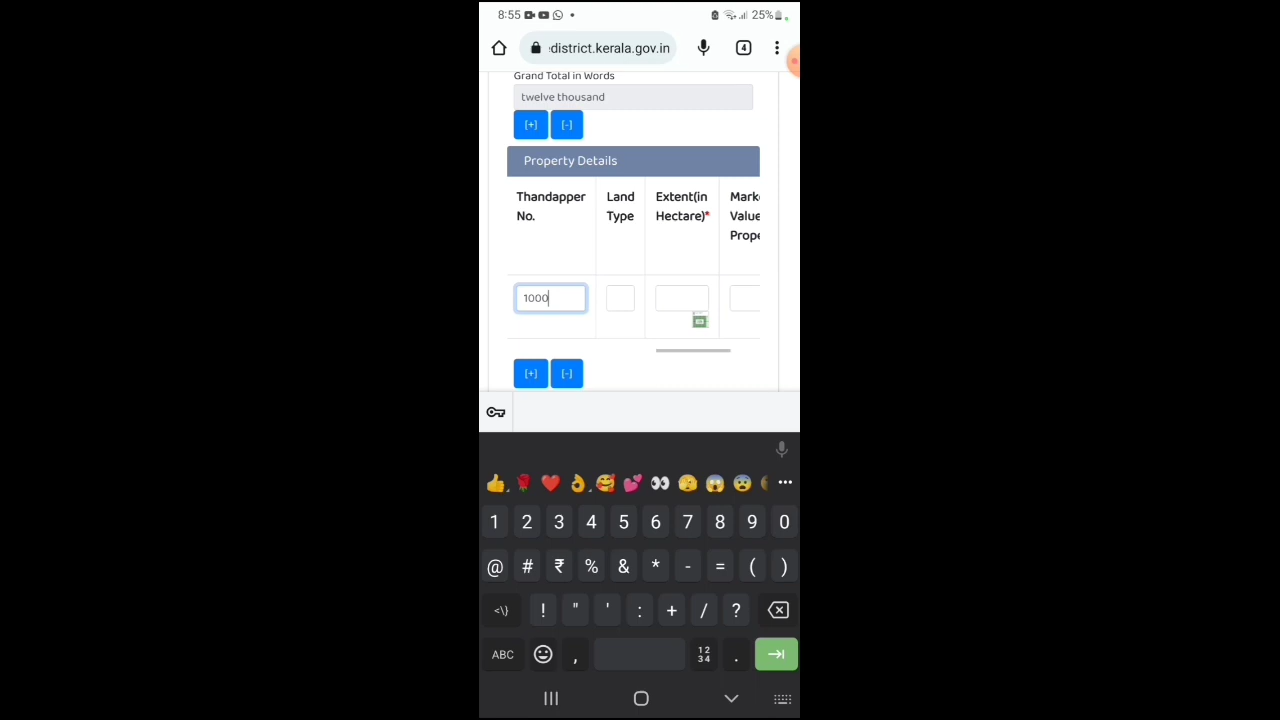 8:55 25%
district.kerala.gov.in 4
Grand Total in Words
twelve thousand
[+] [-]
Property Details
Thandapper Land Extent(in Mark
No. Type Hectare)* Value
Prope
1000
[+] [-]
1 2 3 4 5 6 7 8 9 0
@ # ₹ % & * - = ( )
<\} ! " ' : + / ?
ABC , 12 34 .